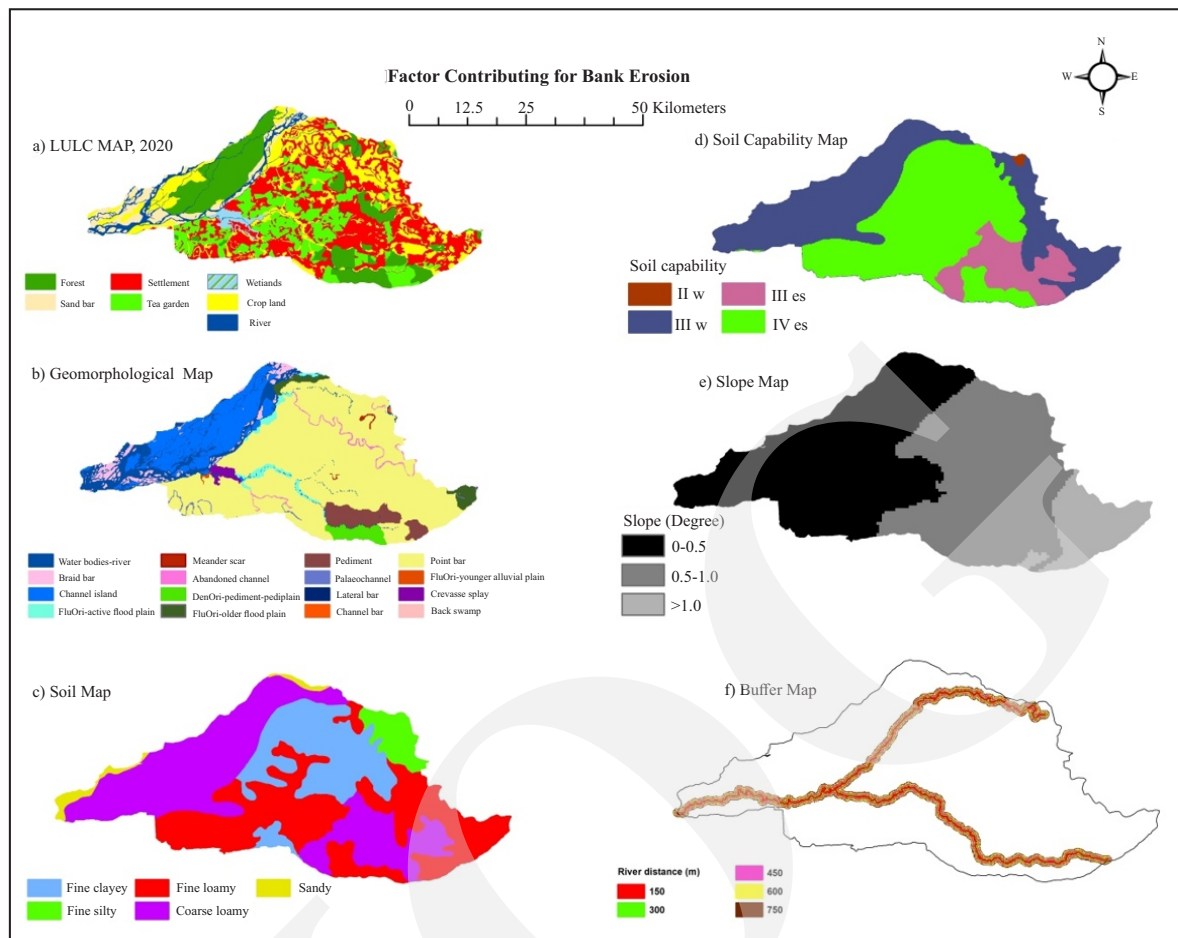 Factor Contributing for Bank Erosion
0 12.5 25 50 Kilometers
N
W E
S
a) LULC MAP, 2020
Forest Settlement Wetlands
Sand bar Tea garden Crop land
River
b) Geomorphological Map
Water bodies-river Meander scar Pediment Point bar
Braid bar Abandoned channel Palaeochannel FluOri-younger alluvial plain
Channel island DenOri-pediment-pediplain Lateral bar Crevasse splay
FluOri-active flood plain FluOri-older flood plain Channel bar Back swamp
c) Soil Map
Fine clayey Fine loamy Sandy
Fine silty Coarse loamy
d) Soil Capability Map
Soil capability
II w III es
III w IV es
e) Slope Map
Slope (Degree)
0-0.5
0.5-1.0
>1.0
f) Buffer Map
River distance (m) 450
150 600
300 750